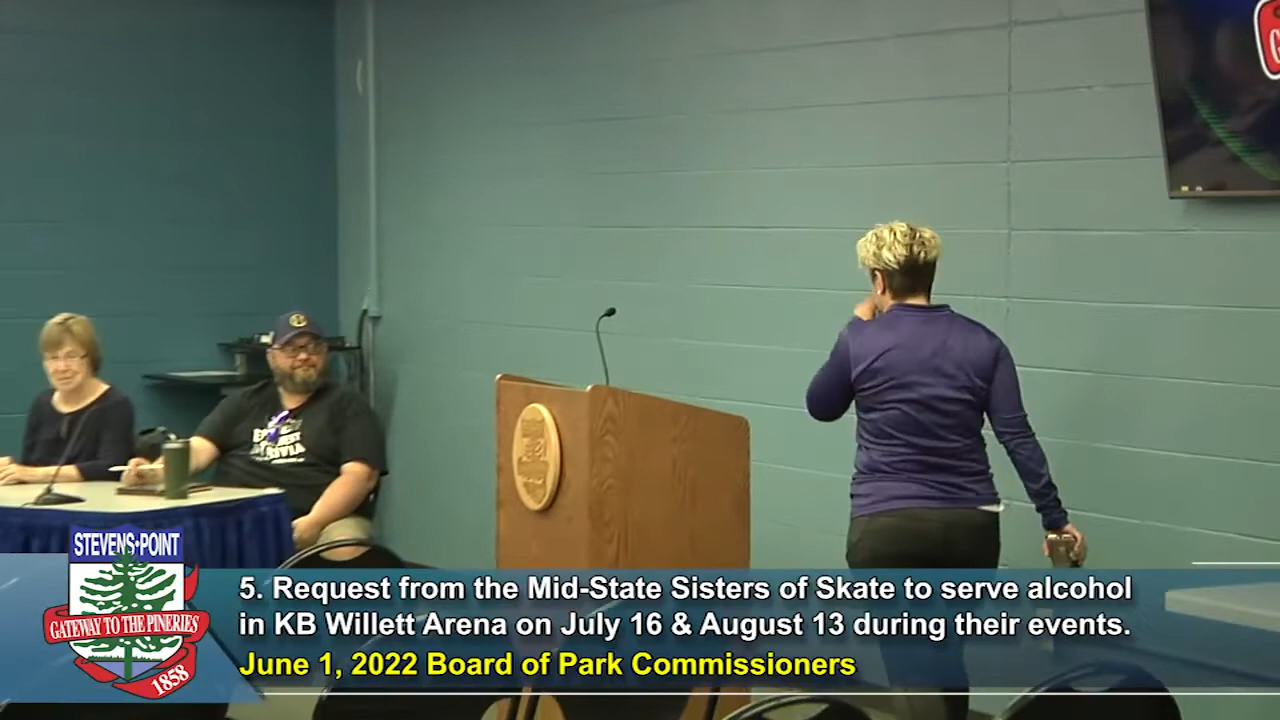 STEVENS POINT
GATEWAY TO THE PINERIES
1858
5. Request from the Mid-State Sisters of Skate to serve alcohol
in KB Willett Arena on July 16 & August 13 during their events.
June 1, 2022 Board of Park Commissioners